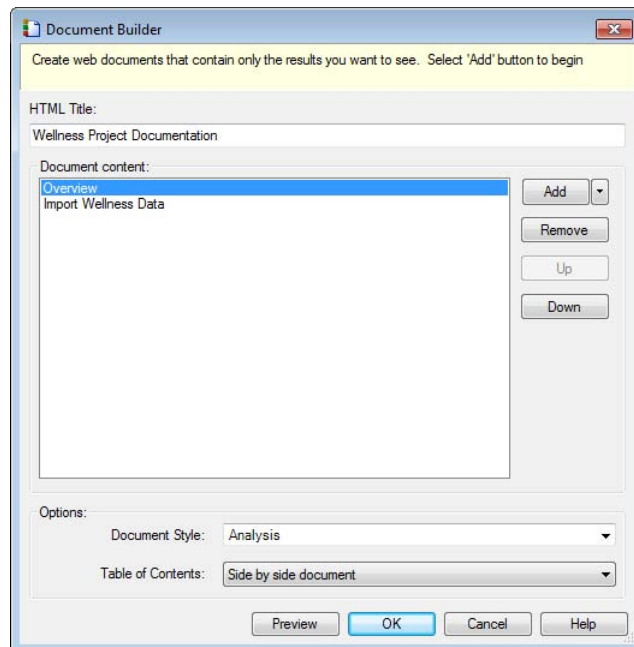 Document Builder
Create web documents that contain only the results you want to see. Select 'Add' button to begin
HTML Title:
Wellness Project Documentation
Document content:
Overview
Import Wellness Data
Add
Remove
Up
Down
Options:
Document Style: Analysis
Table of Contents: Side by side document
Preview OK Cancel Help